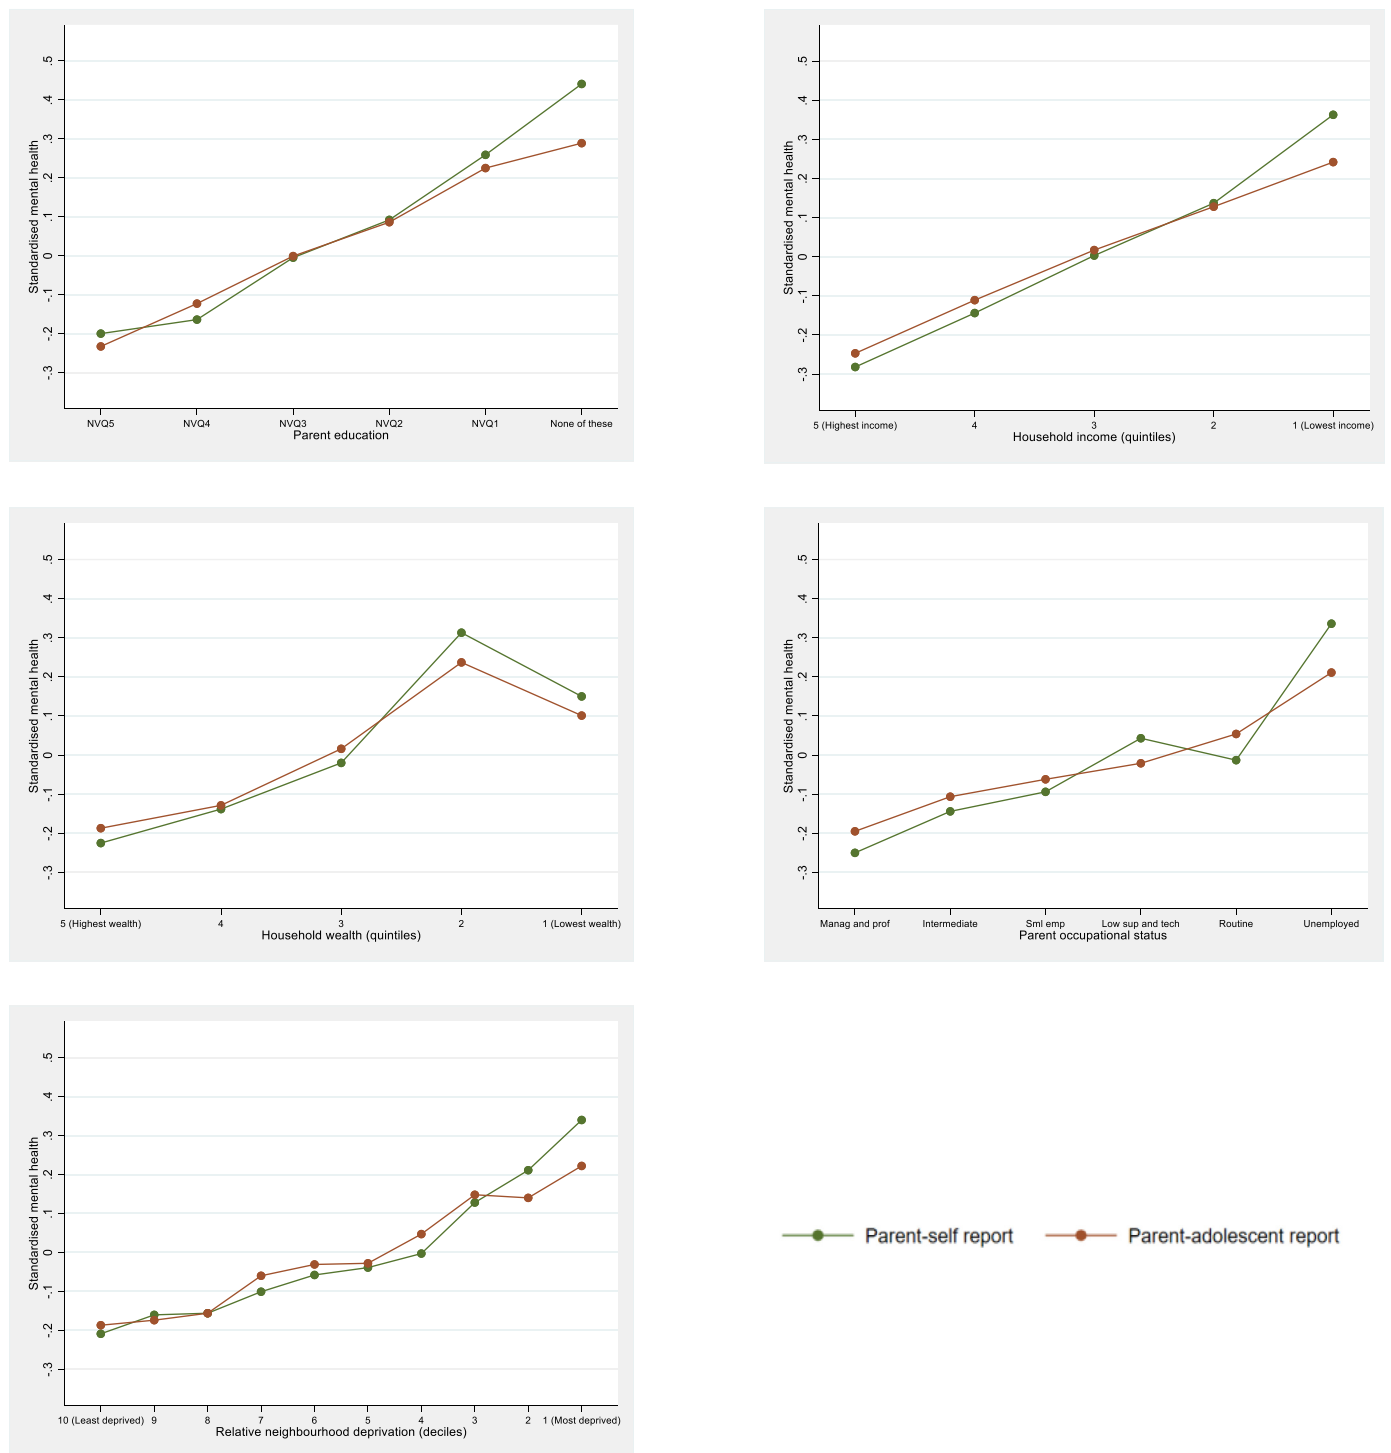 Standardised mental health
.5
.4
.3
.2
.1
0
-.1
-.2
-.3
NVQ5 NVQ4 NVQ3 NVQ2 NVQ1 None of these
Parent education
Standardised mental health
.5
.4
.3
.2
.1
0
-.1
-.2
-.3
5 (Highest income) 4 3 2 1 (Lowest income)
Household income (quintiles)
Standardised mental health
.5
.4
.3
.2
.1
0
-.1
-.2
-.3
5 (Highest wealth) 4 3 2 1 (Lowest wealth)
Household wealth (quintiles)
Standardised mental health
.5
.4
.3
.2
.1
0
-.1
-.2
-.3
Manag and prof Intermediate Sml emp Low sup and tech Routine Unemployed
Parent occupational status
Standardised mental health
.5
.4
.3
.2
.1
0
-.1
-.2
-.3
10 (Least deprived) 9 8 7 6 5 4 3 2 1 (Most deprived)
Relative neighbourhood deprivation (deciles)
Parent-self report Parent-adolescent report